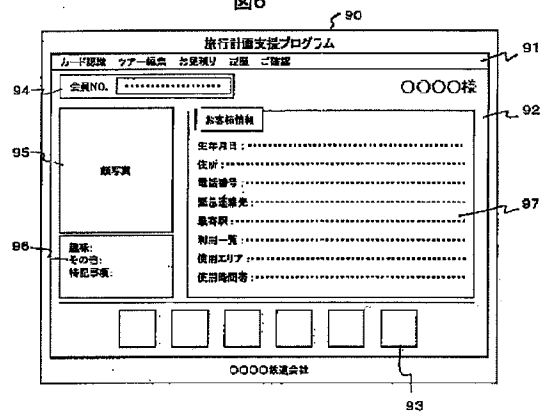 図6
90
旅行計画支援プログラム
カード認識 ツアー編集 お見積り 記録 ご確認
91
94
会員NO.
○○○○様
92
お客様情報
95
顔写真
生年月日:
住所:
電話番号:
緊急連絡先:
97
最寄駅:
利用一覧:
96
趣味:
その他:
特記事項:
使用エリア:
使用時間帯:
○○○○鉄道会社
93